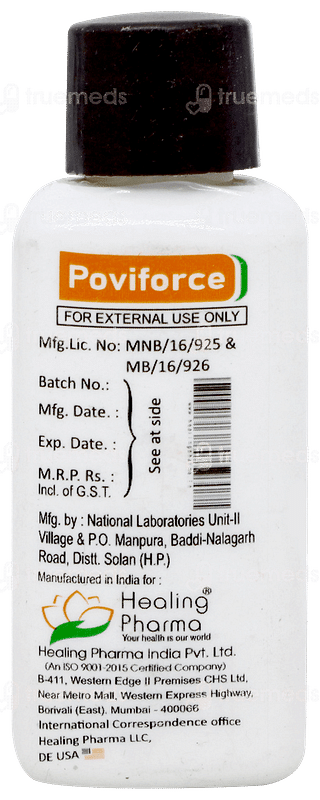 truemeds
truemeds
Poviforce
FOR EXTERNAL USE ONLY
Mfg.Lic. No: MNB/16/925 &
MB/16/926
Batch No.:
Mfg. Date. :
Exp. Date. :
M.R.P. Rs. :
Incl. of G.S.T.
See at side
Mfg. by : National Laboratories Unit-II
Village & P.O. Manpura, Baddi-Nalagarh
Road, Distt. Solan (H.P.)
Manufactured in India for :
Healing®
Pharma
Your health is our world
Healing Pharma India Pvt. Ltd.
(An ISO 9001-2015 Certified Company)
B-411, Western Edge II Premises CHS Ltd,
Near Metro Mall, Western Express Highway,
Borivali (East). Mumbai - 400066
International Correspondence office
Healing Pharma LLC,
DE USA